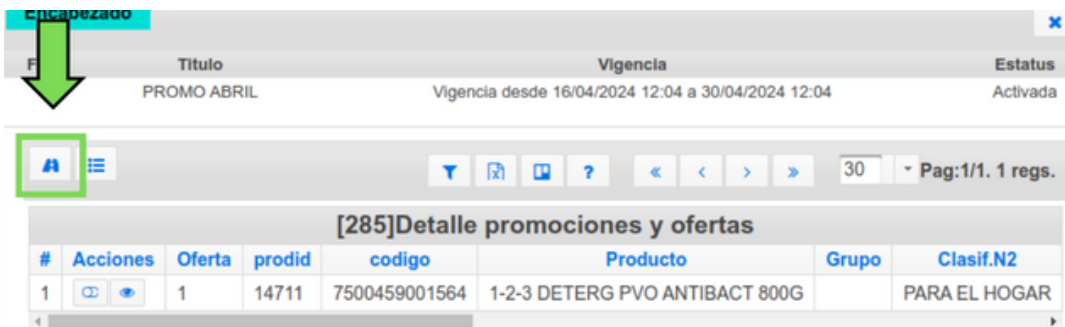 Encabezado
F Titulo Vigencia Estatus
PROMO ABRIL Vigencia desde 16/04/2024 12:04 a 30/04/2024 12:04 Activada
? « < > » 30 Pag:1/1. 1 regs.
[285]Detalle promociones y ofertas
# Acciones Oferta prodid codigo Producto Grupo Clasif.N2
1 1 14711 7500459001564 1-2-3 DETERG PVO ANTIBACT 800G PARA EL HOGAR